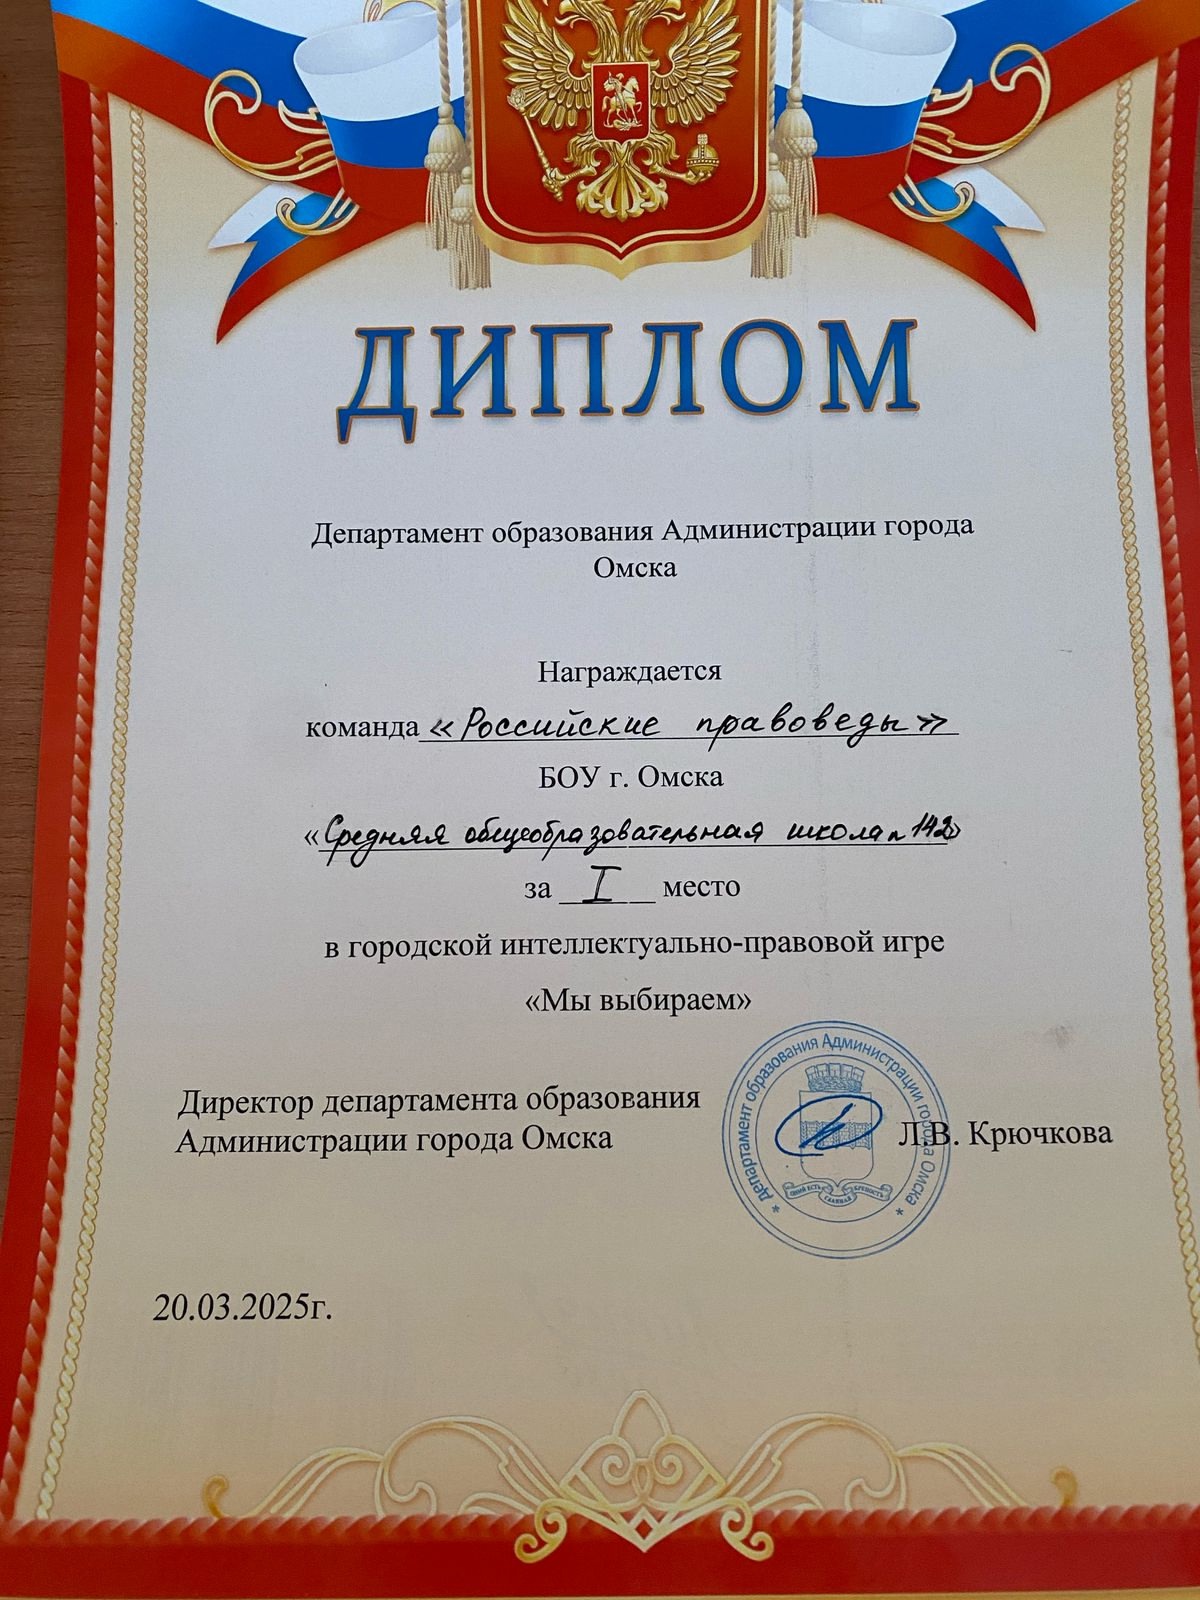 ДИПЛОМ
Департамент образования Администрации города
Омска
Награждается
команда «Российские правоведы»
БОУ г. Омска
«Средняя общеобразовательная школа № 142»
за I место
в городской интеллектуально-правовой игре
«Мы выбираем»
Директор департамента образования
Администрации города Омска
Л.В. Крючкова
* департамент образования Администрации города Омска *
20.03.2025г.